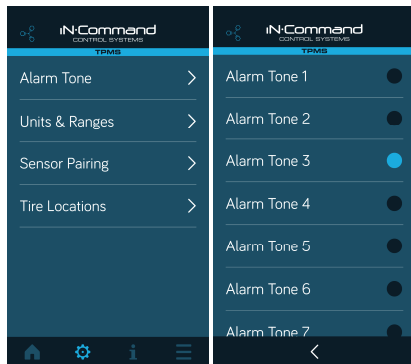 iN·Command
CONTROL SYSTEMS
TPMS
Alarm Tone
Units & Ranges
Sensor Pairing
Tire Locations
iN·Command
CONTROL SYSTEMS
TPMS
Alarm Tone 1
Alarm Tone 2
Alarm Tone 3
Alarm Tone 4
Alarm Tone 5
Alarm Tone 6
Alarm Tone 7